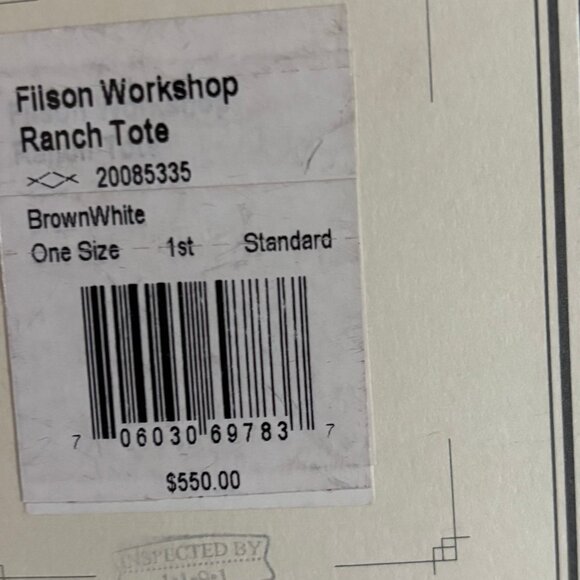 Filson Workshop
Ranch Tote
20085335
BrownWhite
One Size 1st Standard
7 06030 69783 7
$550.00
INSPECTED BY